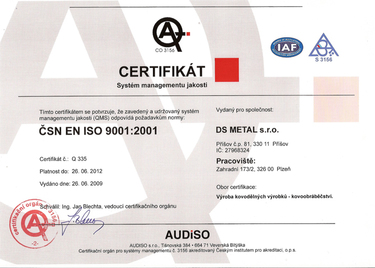 CO 3156
IAF
S 3156
CERTIFIKÁT
Systém managementu jakosti
Tímto certifikátem se potvrzuje, že zavedený a udržovaný systém
managementu jakosti (QMS) odpovídá požadavkům normy:
ČSN EN ISO 9001:2001
Certifikát č.: Q 335
Platnost do: 26. 06. 2012
Vydáno dne: 26. 06. 2009
Schválil: Ing. Jan Blechta, vedoucí certifikačního orgánu
Vydaný pro společnost:
DS METAL s.r.o.
Příšov č.p. 81, 330 11 Příšov
IČ: 27968324
Pracoviště:
Zahradní 173/2, 326 00 Plzeň
Obor certifikace:
Výroba kovodělných výrobků - kovoobráběčství.
AUDISO
AUDISO s.r.o., Tišnovská 384 • 664 71 Veverská Bítýška
Certifikační orgán pro systémy managementu č. 3156 akreditovaný Českým institutem pro akreditaci, o.p.s.